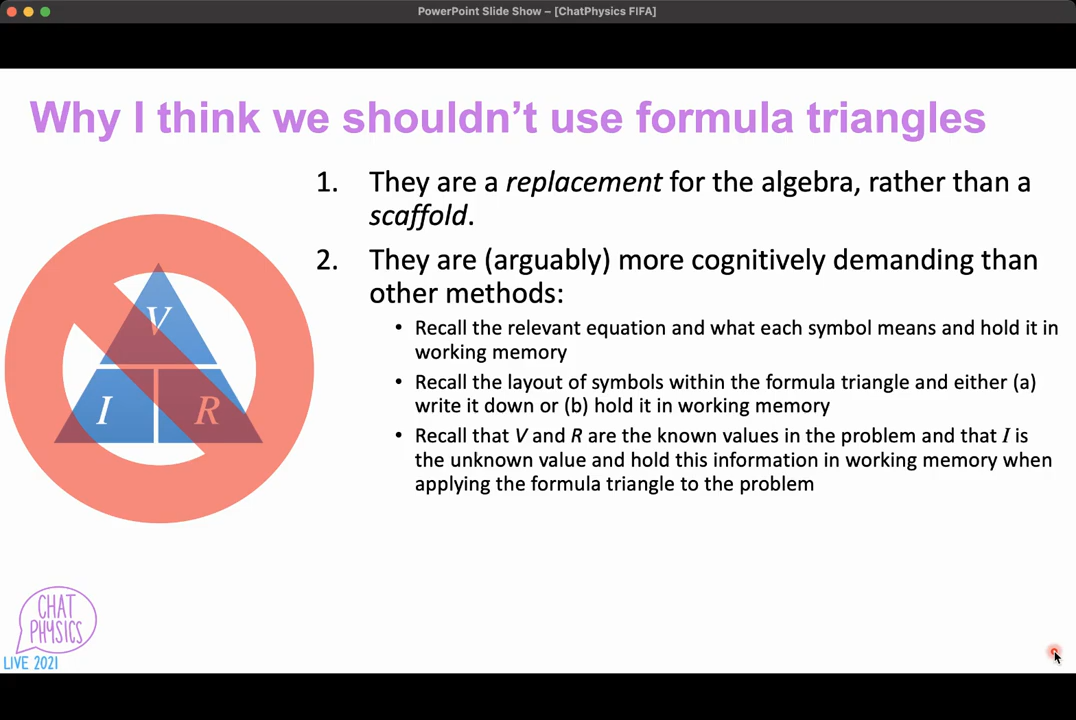 PowerPoint Slide Show – [ChatPhysics FIFA]
Why I think we shouldn't use formula triangles
1. They are a replacement for the algebra, rather than a
scaffold.
2. They are (arguably) more cognitively demanding than
other methods:
• Recall the relevant equation and what each symbol means and hold it in
working memory
• Recall the layout of symbols within the formula triangle and either (a)
write it down or (b) hold it in working memory
• Recall that V and R are the known values in the problem and that I is
the unknown value and hold this information in working memory when
applying the formula triangle to the problem
V
I R
CHAT
PHYSICS
LIVE 2021